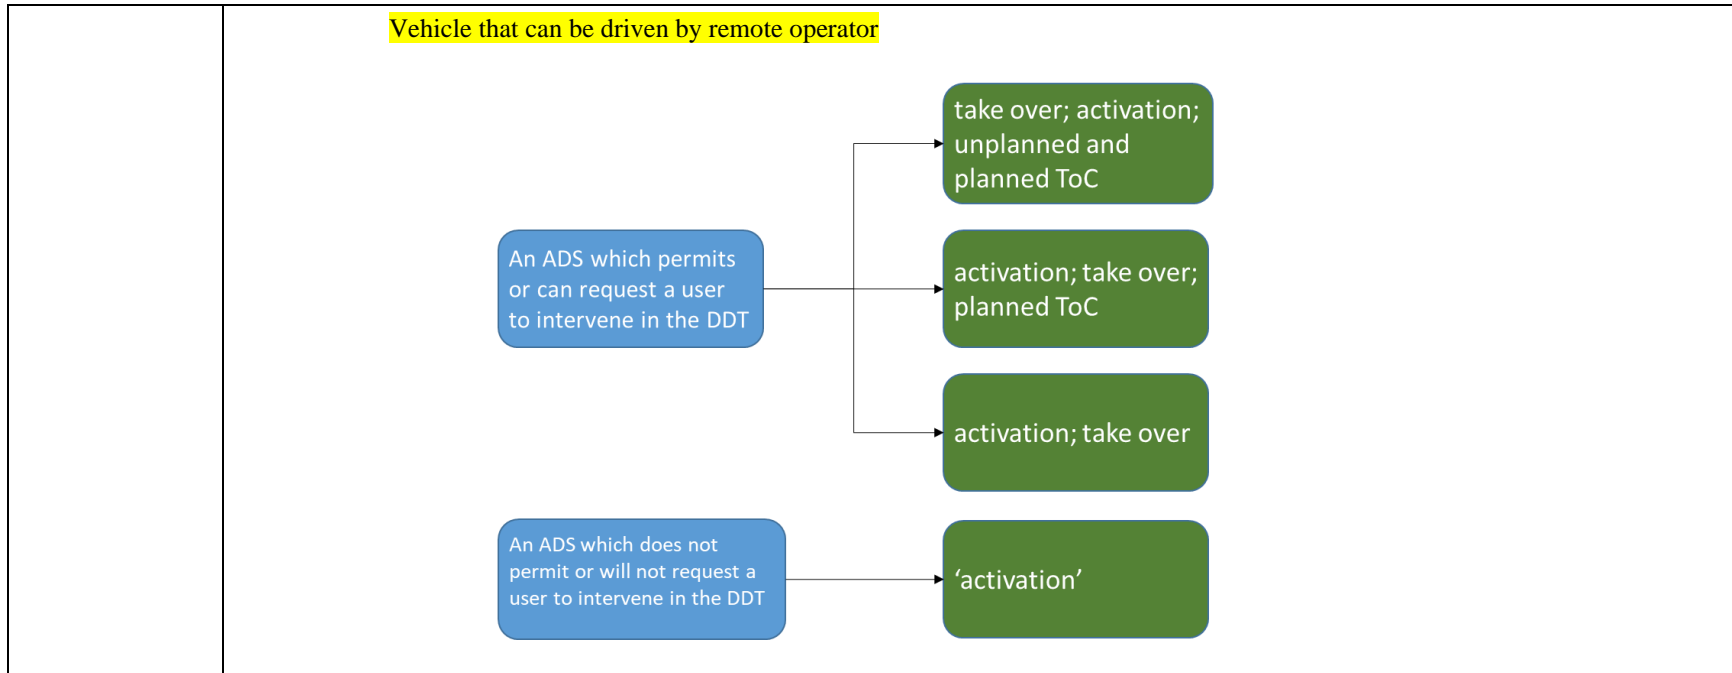 Vehicle that can be driven by remote operator
take over; activation;
unplanned and
planned ToC
An ADS which permits
or can request a user
to intervene in the DDT
activation; take over;
planned ToC
activation; take over
An ADS which does not
permit or will not request a
user to intervene in the DDT
‘activation’